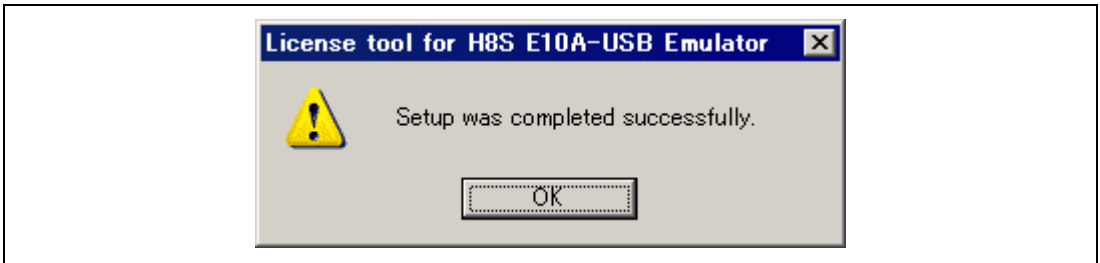 License tool for H8S E10A-USB Emulator
Setup was completed successfully.
OK